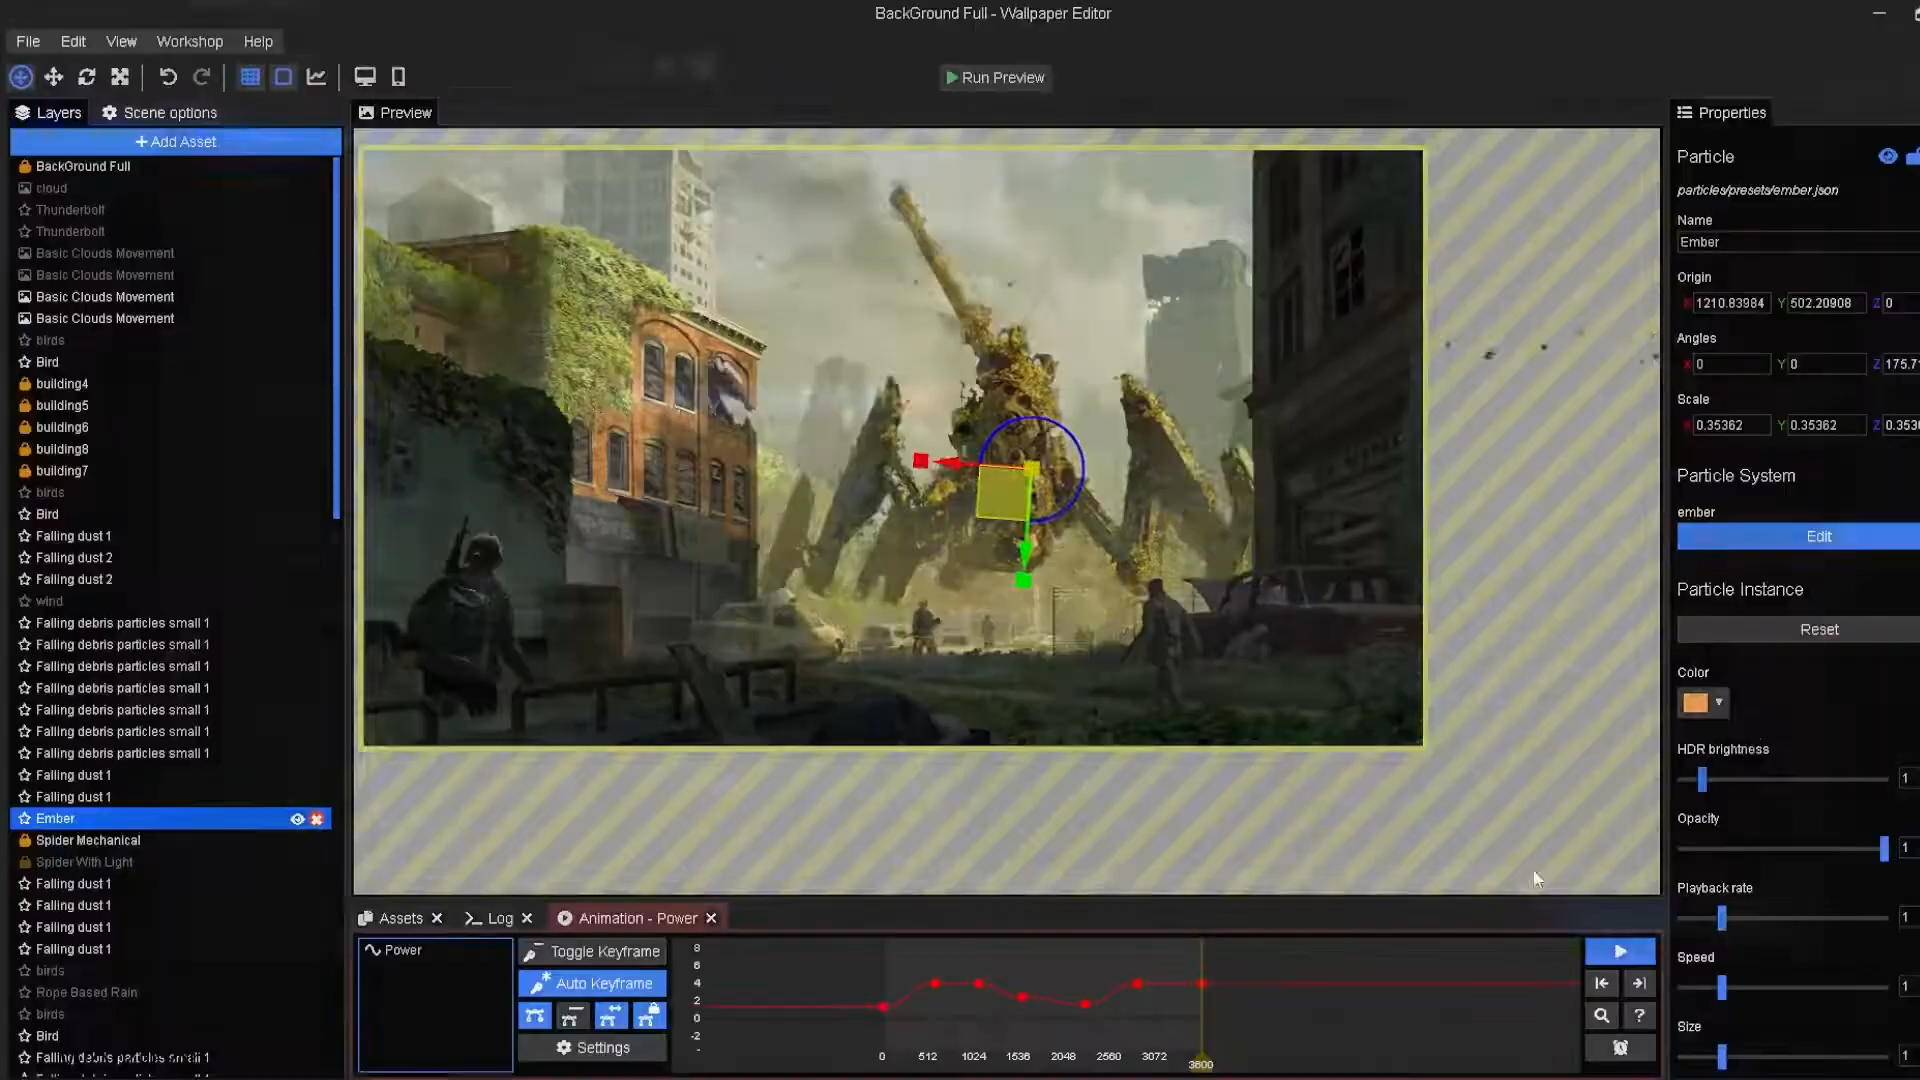 BackGround Full - Wallpaper Editor
File Edit View Workshop Help
Run Preview
Layers Scene options
+ Add Asset
BackGround Full
cloud
Thunderbolt
Thunderbolt
Basic Clouds Movement
Basic Clouds Movement
Basic Clouds Movement
Basic Clouds Movement
birds
Bird
building4
building5
building6
building8
building7
birds
Bird
Falling dust 1
Falling dust 2
Falling dust 2
wind
Falling debris particles small 1
Falling debris particles small 1
Falling debris particles small 1
Falling debris particles small 1
Falling debris particles small 1
Falling debris particles small 1
Falling debris particles small 1
Falling dust 1
Falling dust 1
Ember
Spider Mechanical
Spider With Light
Falling dust 1
Falling dust 1
Falling dust 1
Falling dust 1
birds
Rope Based Rain
birds
Bird
Falling debris particles small 1
Preview
Assets Log Animation - Power
Power
Toggle Keyframe
Auto Keyframe
Settings
8
6
4
2
0
-2
0 512 1024 1536 2048 2560 3072 3600
?
Properties
Particle
particles/presets/ember.json
Name
Ember
Origin
X 1210.83984 Y 502.20908 Z 0
Angles
X 0 Y 0 Z 175.7
Scale
X 0.35362 Y 0.35362 Z 0.353
Particle System
ember
Edit
Particle Instance
Reset
Color
HDR brightness
1
Opacity
1
Playback rate
1
Speed
1
Size
1